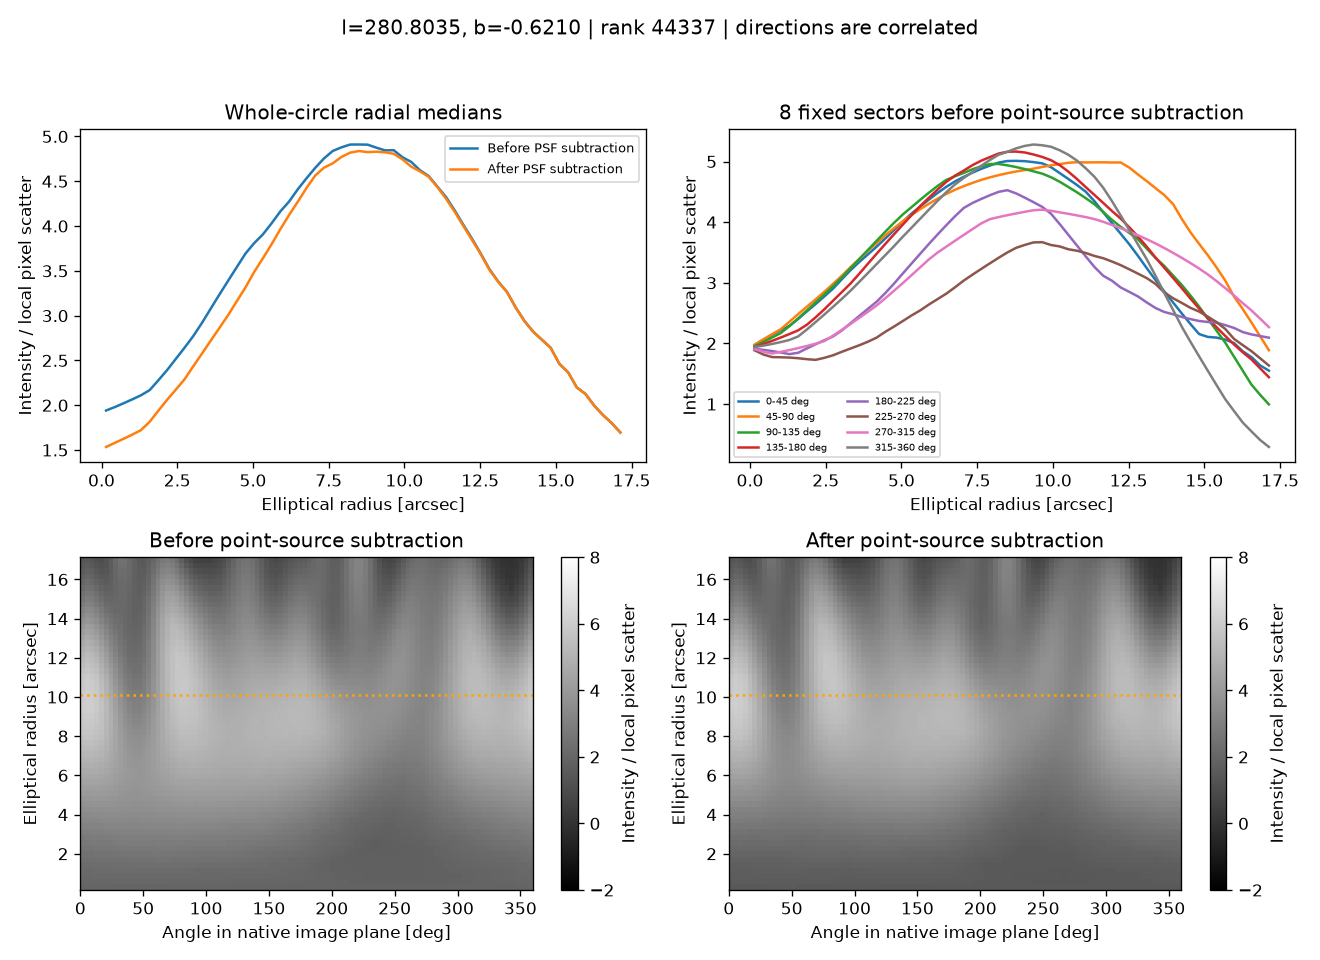 l=280.8035, b=-0.6210 | rank 44337 | directions are correlated
Whole-circle radial medians
Intensity / local pixel scatter
5.0
4.5
4.0
3.5
3.0
2.5
2.0
1.5
Before PSF subtraction
After PSF subtraction
0.0 2.5 5.0 7.5 10.0 12.5 15.0 17.5
Elliptical radius [arcsec]
8 fixed sectors before point-source subtraction
Intensity / local pixel scatter
5
4
3
2
1
0-45 deg
45-90 deg
90-135 deg
135-180 deg
180-225 deg
225-270 deg
270-315 deg
315-360 deg
0.0 2.5 5.0 7.5 10.0 12.5 15.0 17.5
Elliptical radius [arcsec]
Before point-source subtraction
Elliptical radius [arcsec]
16
14
12
10
8
6
4
2
0 50 100 150 200 250 300 350
Angle in native image plane [deg]
8
6
4
2
0
−2
Intensity / local pixel scatter
After point-source subtraction
Elliptical radius [arcsec]
16
14
12
10
8
6
4
2
0 50 100 150 200 250 300 350
Angle in native image plane [deg]
8
6
4
2
0
−2
Intensity / local pixel scatter